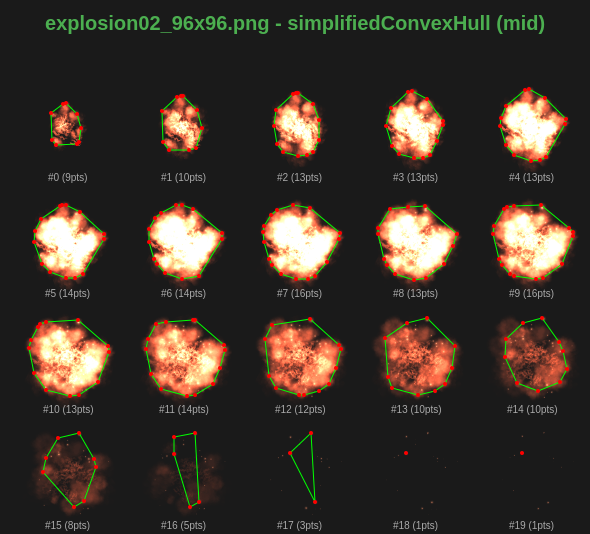 explosion02_96x96.png - simplifiedConvexHull (mid)
#0 (9pts)
#1 (10pts)
#2 (13pts)
#3 (13pts)
#4 (13pts)
#5 (14pts)
#6 (14pts)
#7 (16pts)
#8 (13pts)
#9 (16pts)
#10 (13pts)
#11 (14pts)
#12 (12pts)
#13 (10pts)
#14 (10pts)
#15 (8pts)
#16 (5pts)
#17 (3pts)
#18 (1pts)
#19 (1pts)